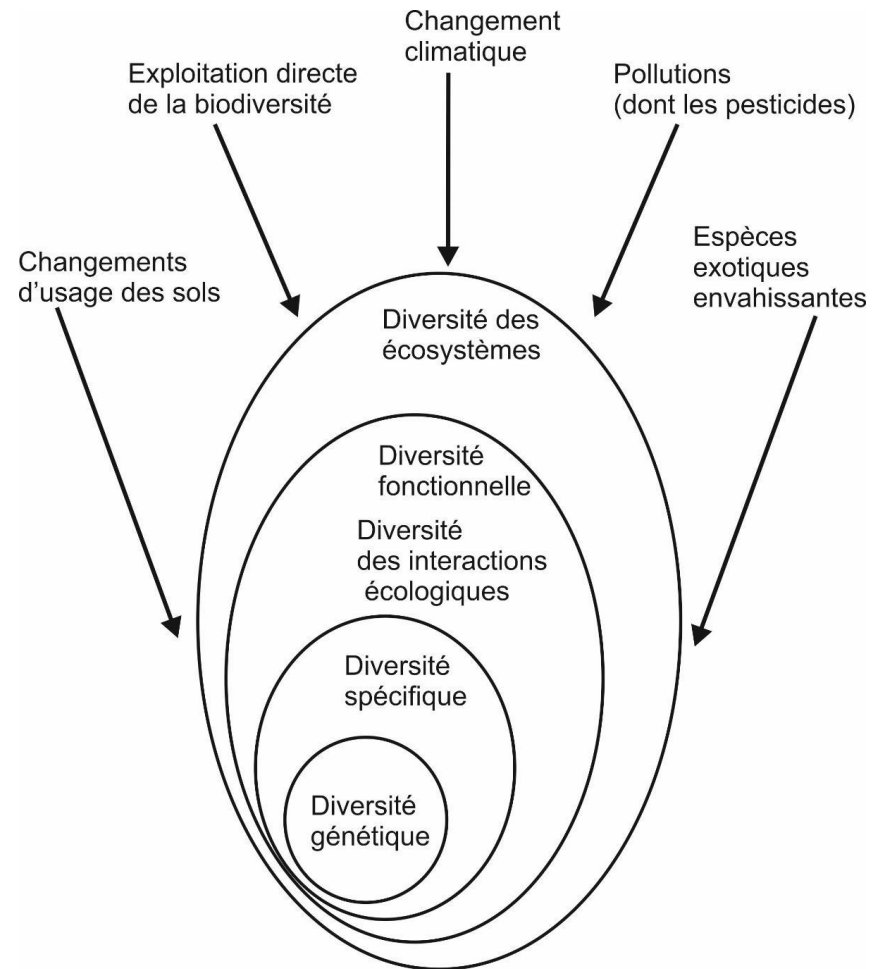 Changement
climatique
Exploitation directe
de la biodiversité
Pollutions
(dont les pesticides)
Changements
d'usage des sols
Espèces
exotiques
envahissantes
Diversité des
écosystèmes
Diversité
fonctionnelle
Diversité
des interactions
écologiques
Diversité
spécifique
Diversité
génétique